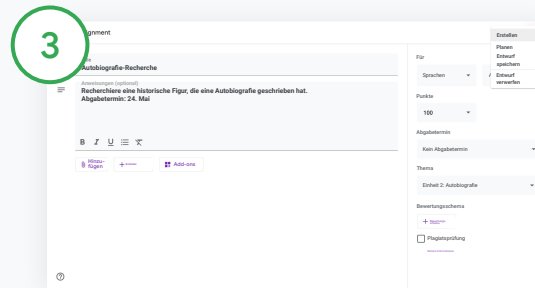 3
gnment
Erstellen
Planen
Entwurf
speichern
Entwurf
verwerfen
Autobiografie-Recherche
Anweisungen (optional)
Recherchiere eine historische Figur, die eine Autobiografie geschrieben hat.
Abgabetermin: 24. Mai
B I U
Hinzu-
fügen
Add-ons
Für
Sprachen
A
Punkte
100
Abgabetermin
Kein Abgabetermin
Thema
Einheit 2: Autobiografie
Bewertungsschema
Plagiatsprüfung